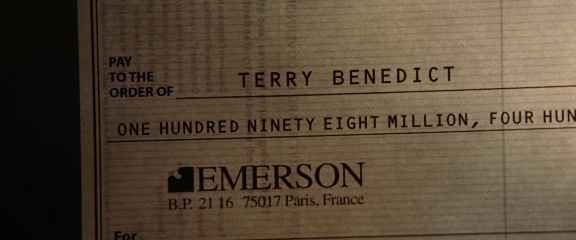 PAY
TO THE
ORDER OF
TERRY BENEDICT
ONE HUNDRED NINETY EIGHT MILLION, FOUR HUN
EMERSON
B.P. 21 16 75017 Paris, France
For